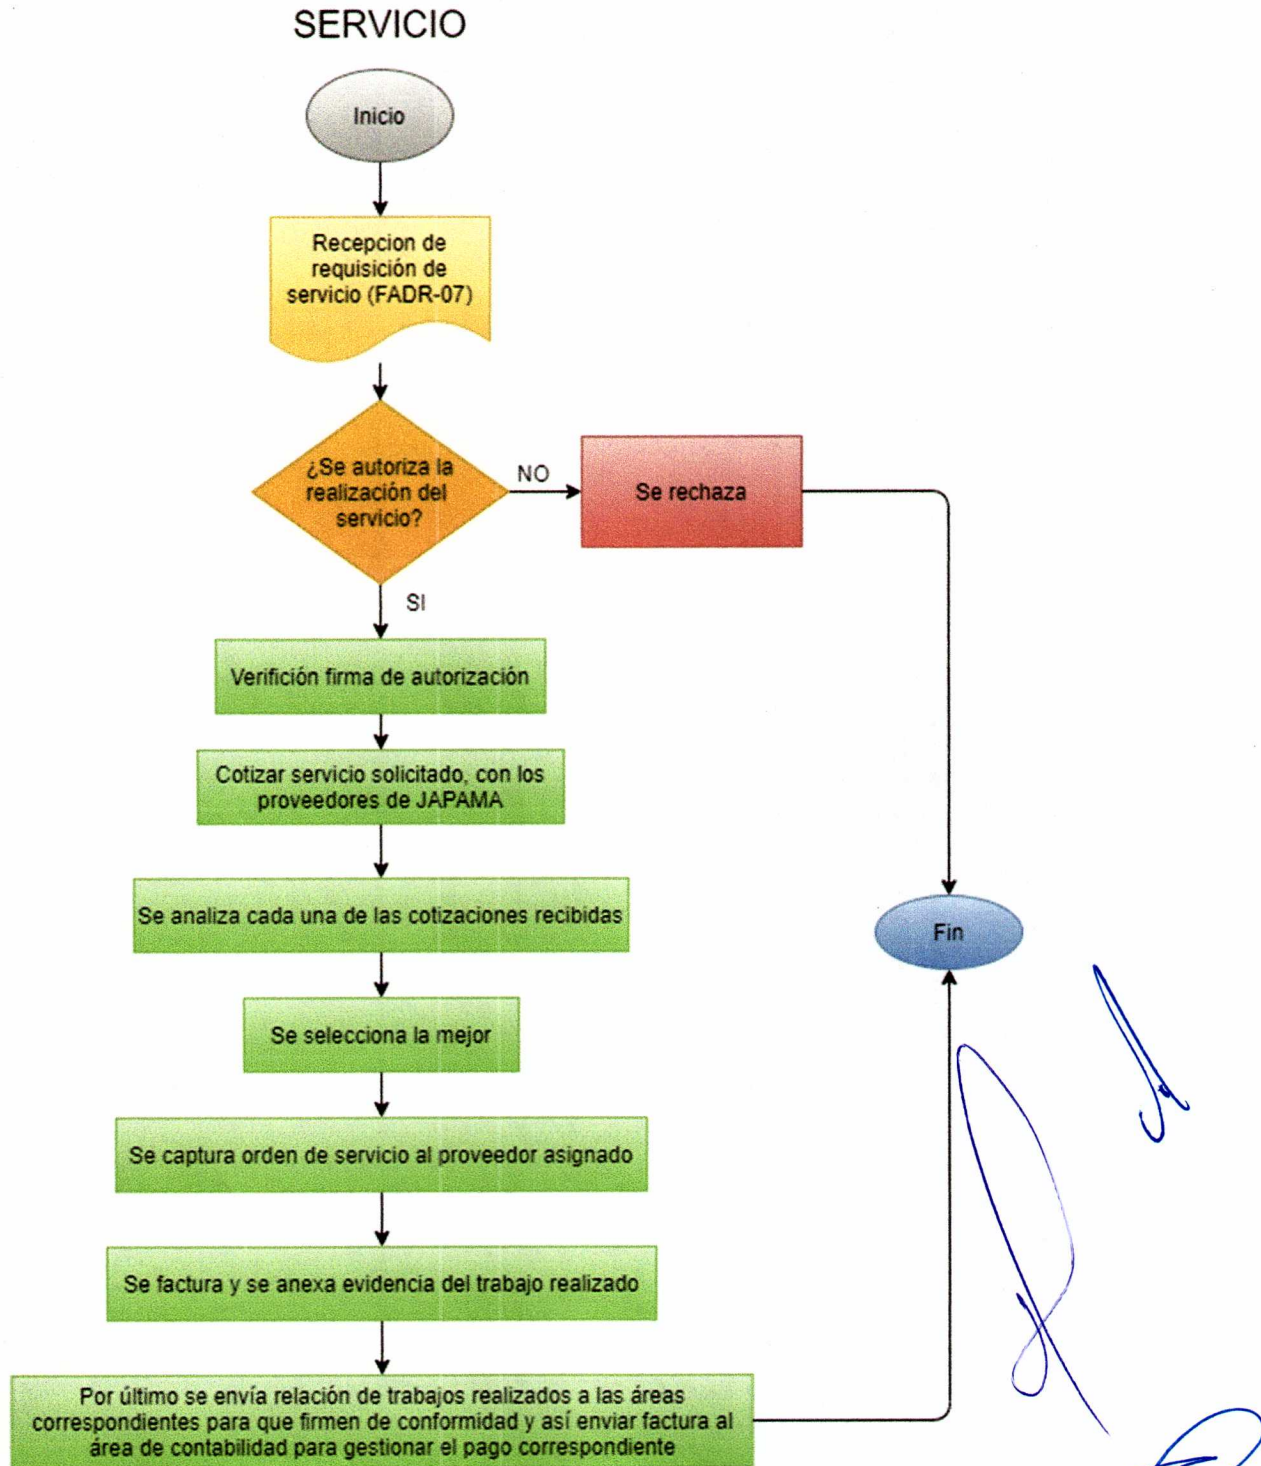 SERVICIO
Inicio
Recepcion de
requisición de
servicio (FADR-07)
¿Se autoriza la
realización del
servicio?
NO
Se rechaza
SI
Verifición firma de autorización
Cotizar servicio solicitado, con los
proveedores de JAPAMA
Se analiza cada una de las cotizaciones recibidas
Fin
Se selecciona la mejor
Se captura orden de servicio al proveedor asignado
Se factura y se anexa evidencia del trabajo realizado
Por último se envía relación de trabajos realizados a las áreas
correspondientes para que firmen de conformidad y así enviar factura al
área de contabilidad para gestionar el pago correspondiente